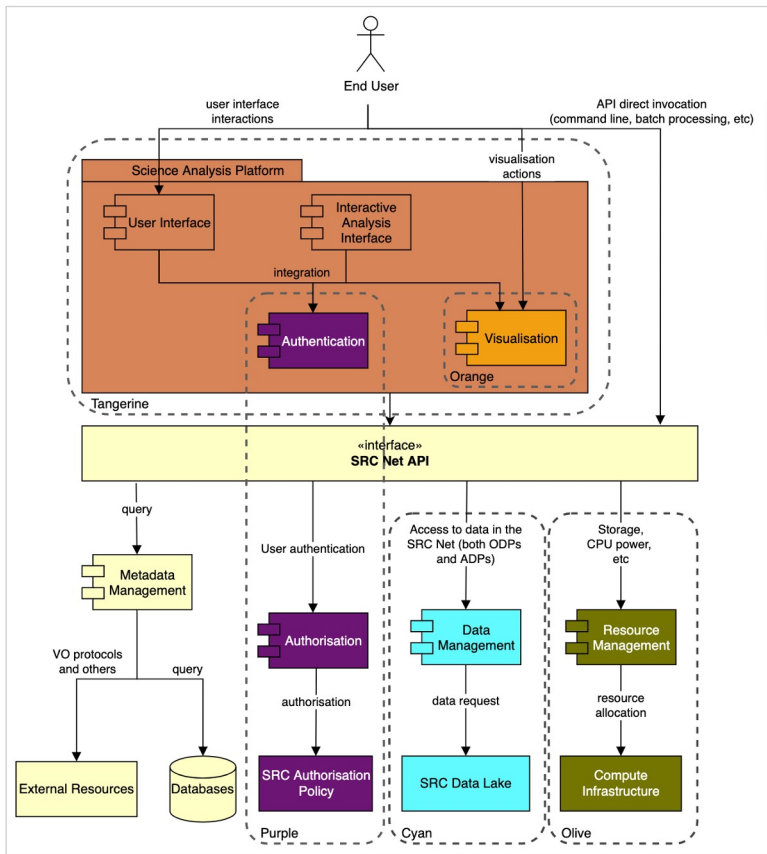 End User
user interface
interactions
API direct invocation
(command line, batch processing, etc)
visualisation
actions
Science Analysis Platform
User Interface
Interactive
Analysis
Interface
integration
Authentication
Visualisation
Orange
Tangerine
«interface»
SRC Net API
query
User authentication
Access to data in the
SRC Net (both ODPs
and ADPs)
Storage,
CPU power,
etc
Metadata
Management
Authorisation
Data
Management
Resource
Management
VO protocols
and others
query
authorisation
data request
resource
allocation
External Resources
Databases
SRC Authorisation
Policy
SRC Data Lake
Compute
Infrastructure
Purple
Cyan
Olive